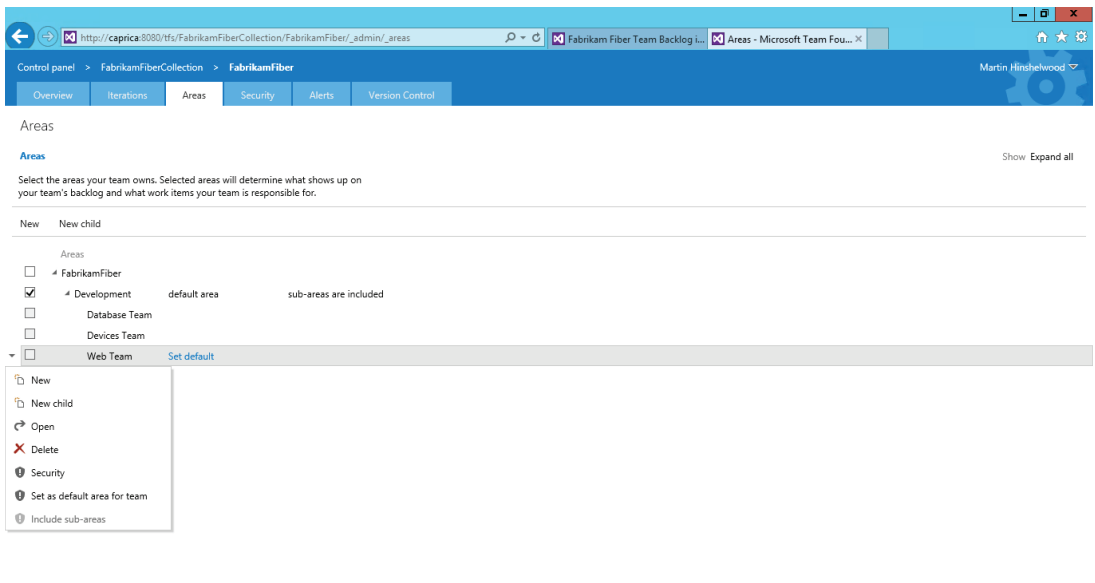 http://caprica:8080/tfs/FabrikamFiberCollection/FabrikamFiber/_admin/_areas
Fabrikam Fiber Team Backlog i...
Areas - Microsoft Team Fou...
Control panel > FabrikamFiberCollection > FabrikamFiber
Martin Hinshelwood
Overview Iterations Areas Security Alerts Version Control
Areas
Areas
Show Expand all
Select the areas your team owns. Selected areas will determine what shows up on
your team's backlog and what work items your team is responsible for.
New New child
Areas
FabrikamFiber
Development default area sub-areas are included
Database Team
Devices Team
Web Team Set default
New
New child
Open
Delete
Security
Set as default area for team
Include sub-areas